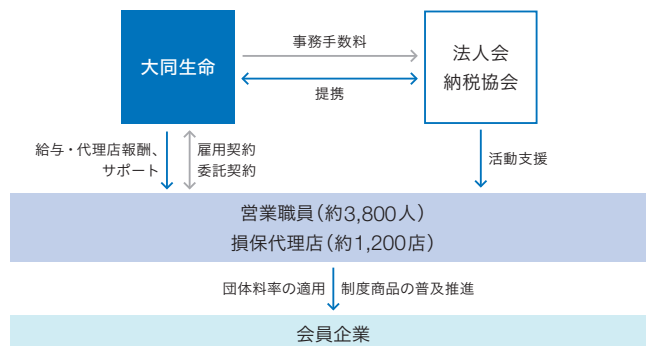 事務手数料
大同生命
法人会
納税協会
提携
給与・代理店報酬、
サポート
雇用契約
委託契約
活動支援
営業職員(約3,800人)
損保代理店(約1,200店)
団体料率の適用
制度商品の普及推進
会員企業